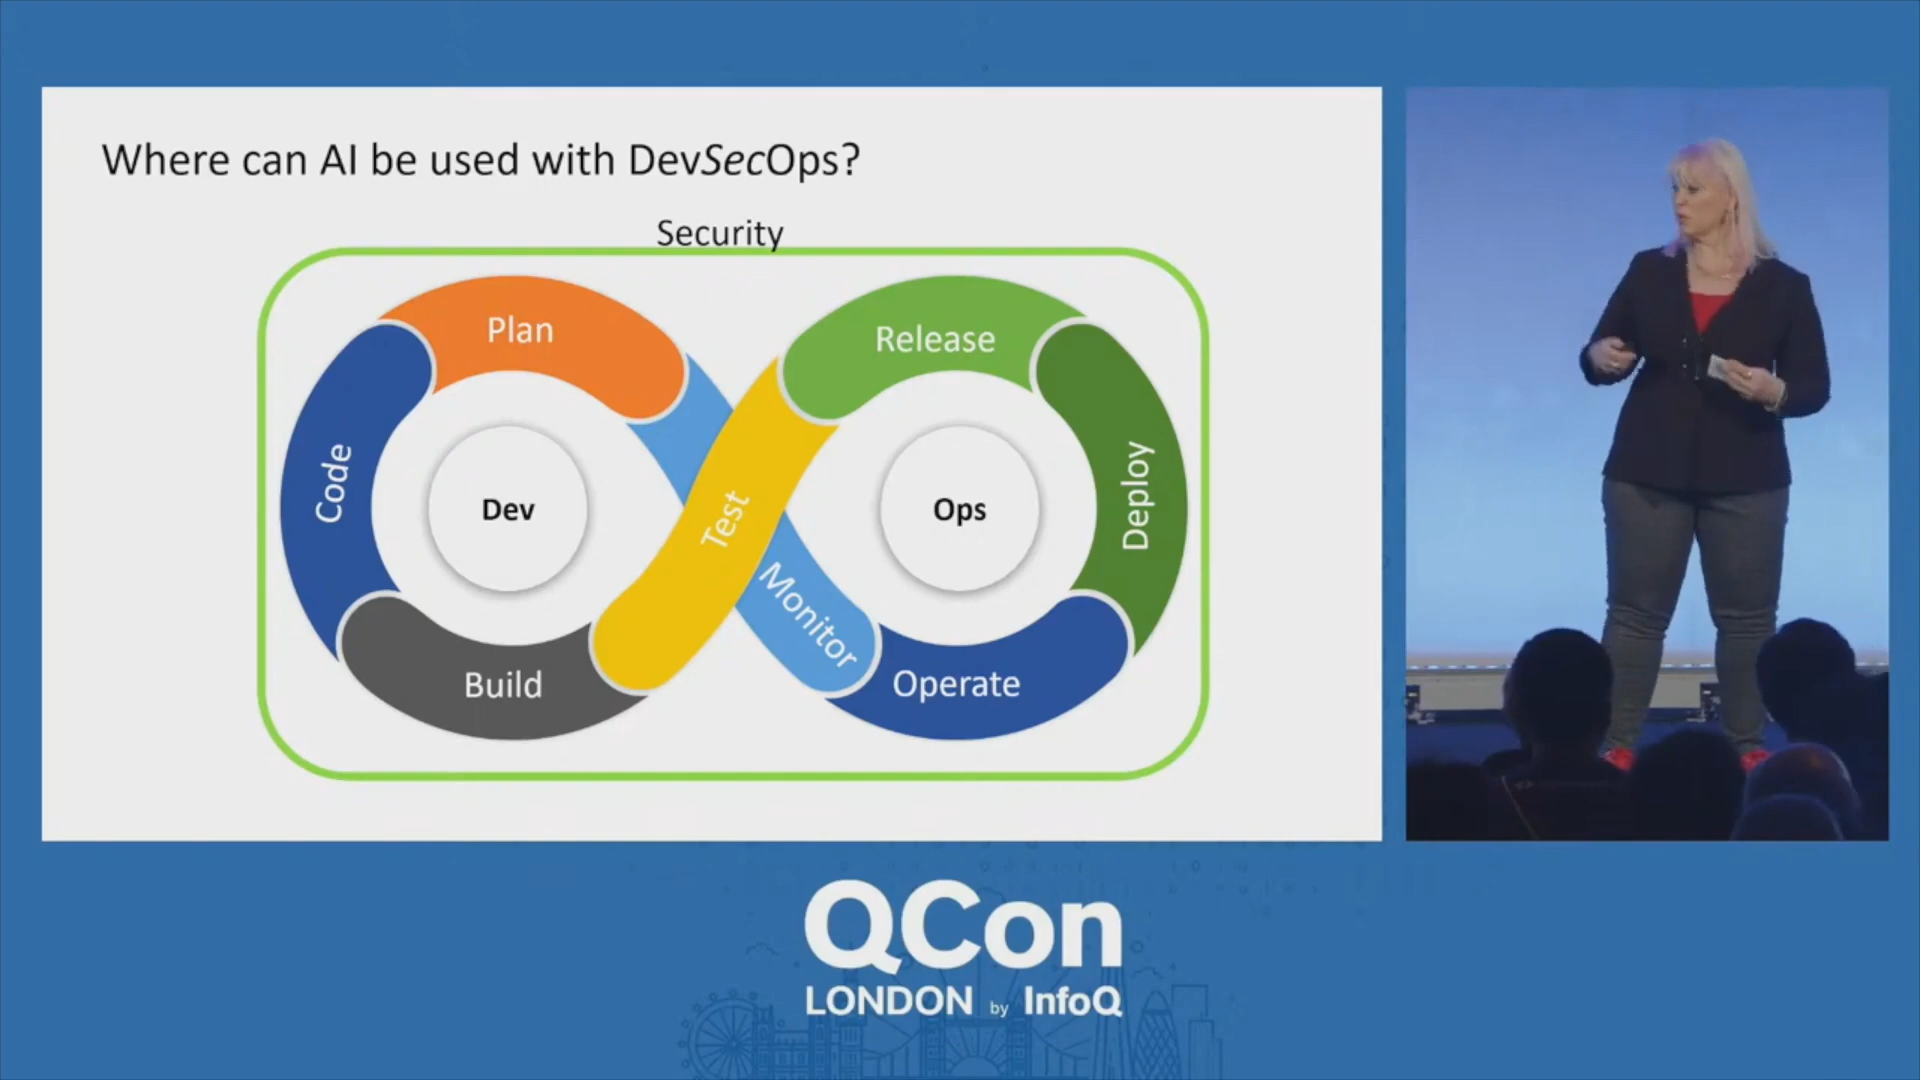 Where can AI be used with DevSecOps?
Security
Plan
Release
Code
Dev
Test
Ops
Deploy
Monitor
Build
Operate
QCon
LONDON by InfoQ